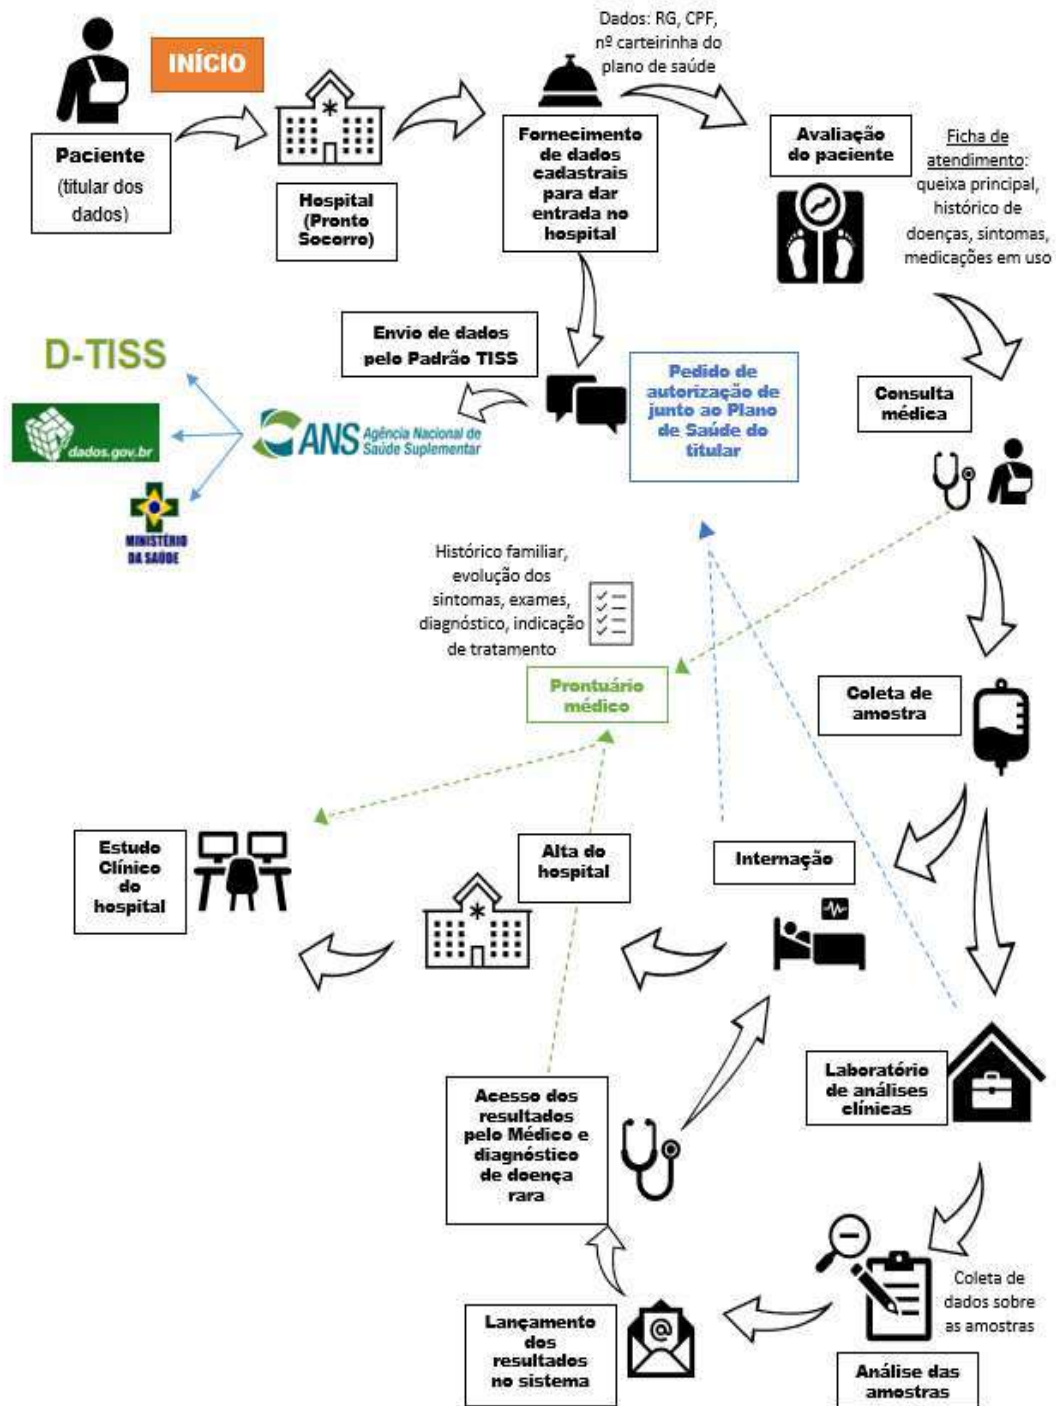 INÍCIO
Paciente
(titular dos
dados)
Hospital
(Pronto
Socorro)
Fornecimento
de dados
cadastrais
para dar
entrada no
hospital
Dados: RG, CPF,
nº carteirinha do
plano de saúde
Avaliação
do paciente
Ficha de
atendimento:
queixa principal,
histórico de
doenças, sintomas,
medicações em uso
Envio de dados
pelo Padrão TISS
Pedido de
autorização de
junto ao Plano
de Saúde do
titular
Consulta
médica
D-TISS
dados.gov.br
ANS Agência Nacional de
Saúde Suplementar
MINISTÉRIO
DA SAÚDE
Histórico familiar,
evolução dos
sintomas, exames,
diagnóstico, indicação
de tratamento
Prontuário
médico
Coleta de
amostra
Estudo
Clínico
do
hospital
Alta do
hospital
Internação
Acesso dos
resultados
pelo Médico e
diagnóstico
de doença
rara
Laboratório
de análises
clínicas
Coleta de
dados sobre
as amostras
Lançamento
dos
resultados
no sistema
@
Análise das
amostras